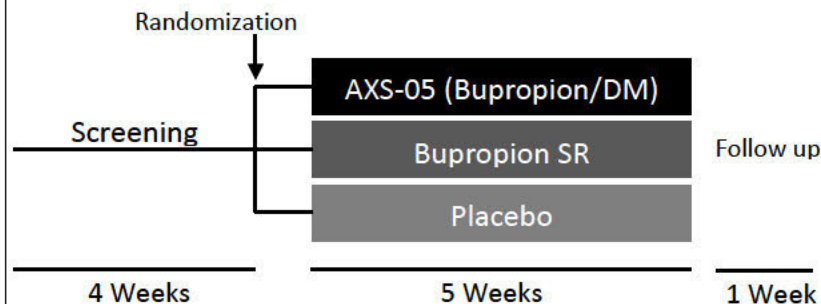 Randomization
AXS-05 (Bupropion/DM)
Screening
Bupropion SR
Follow up
Placebo
4 Weeks
5 Weeks
1 Week